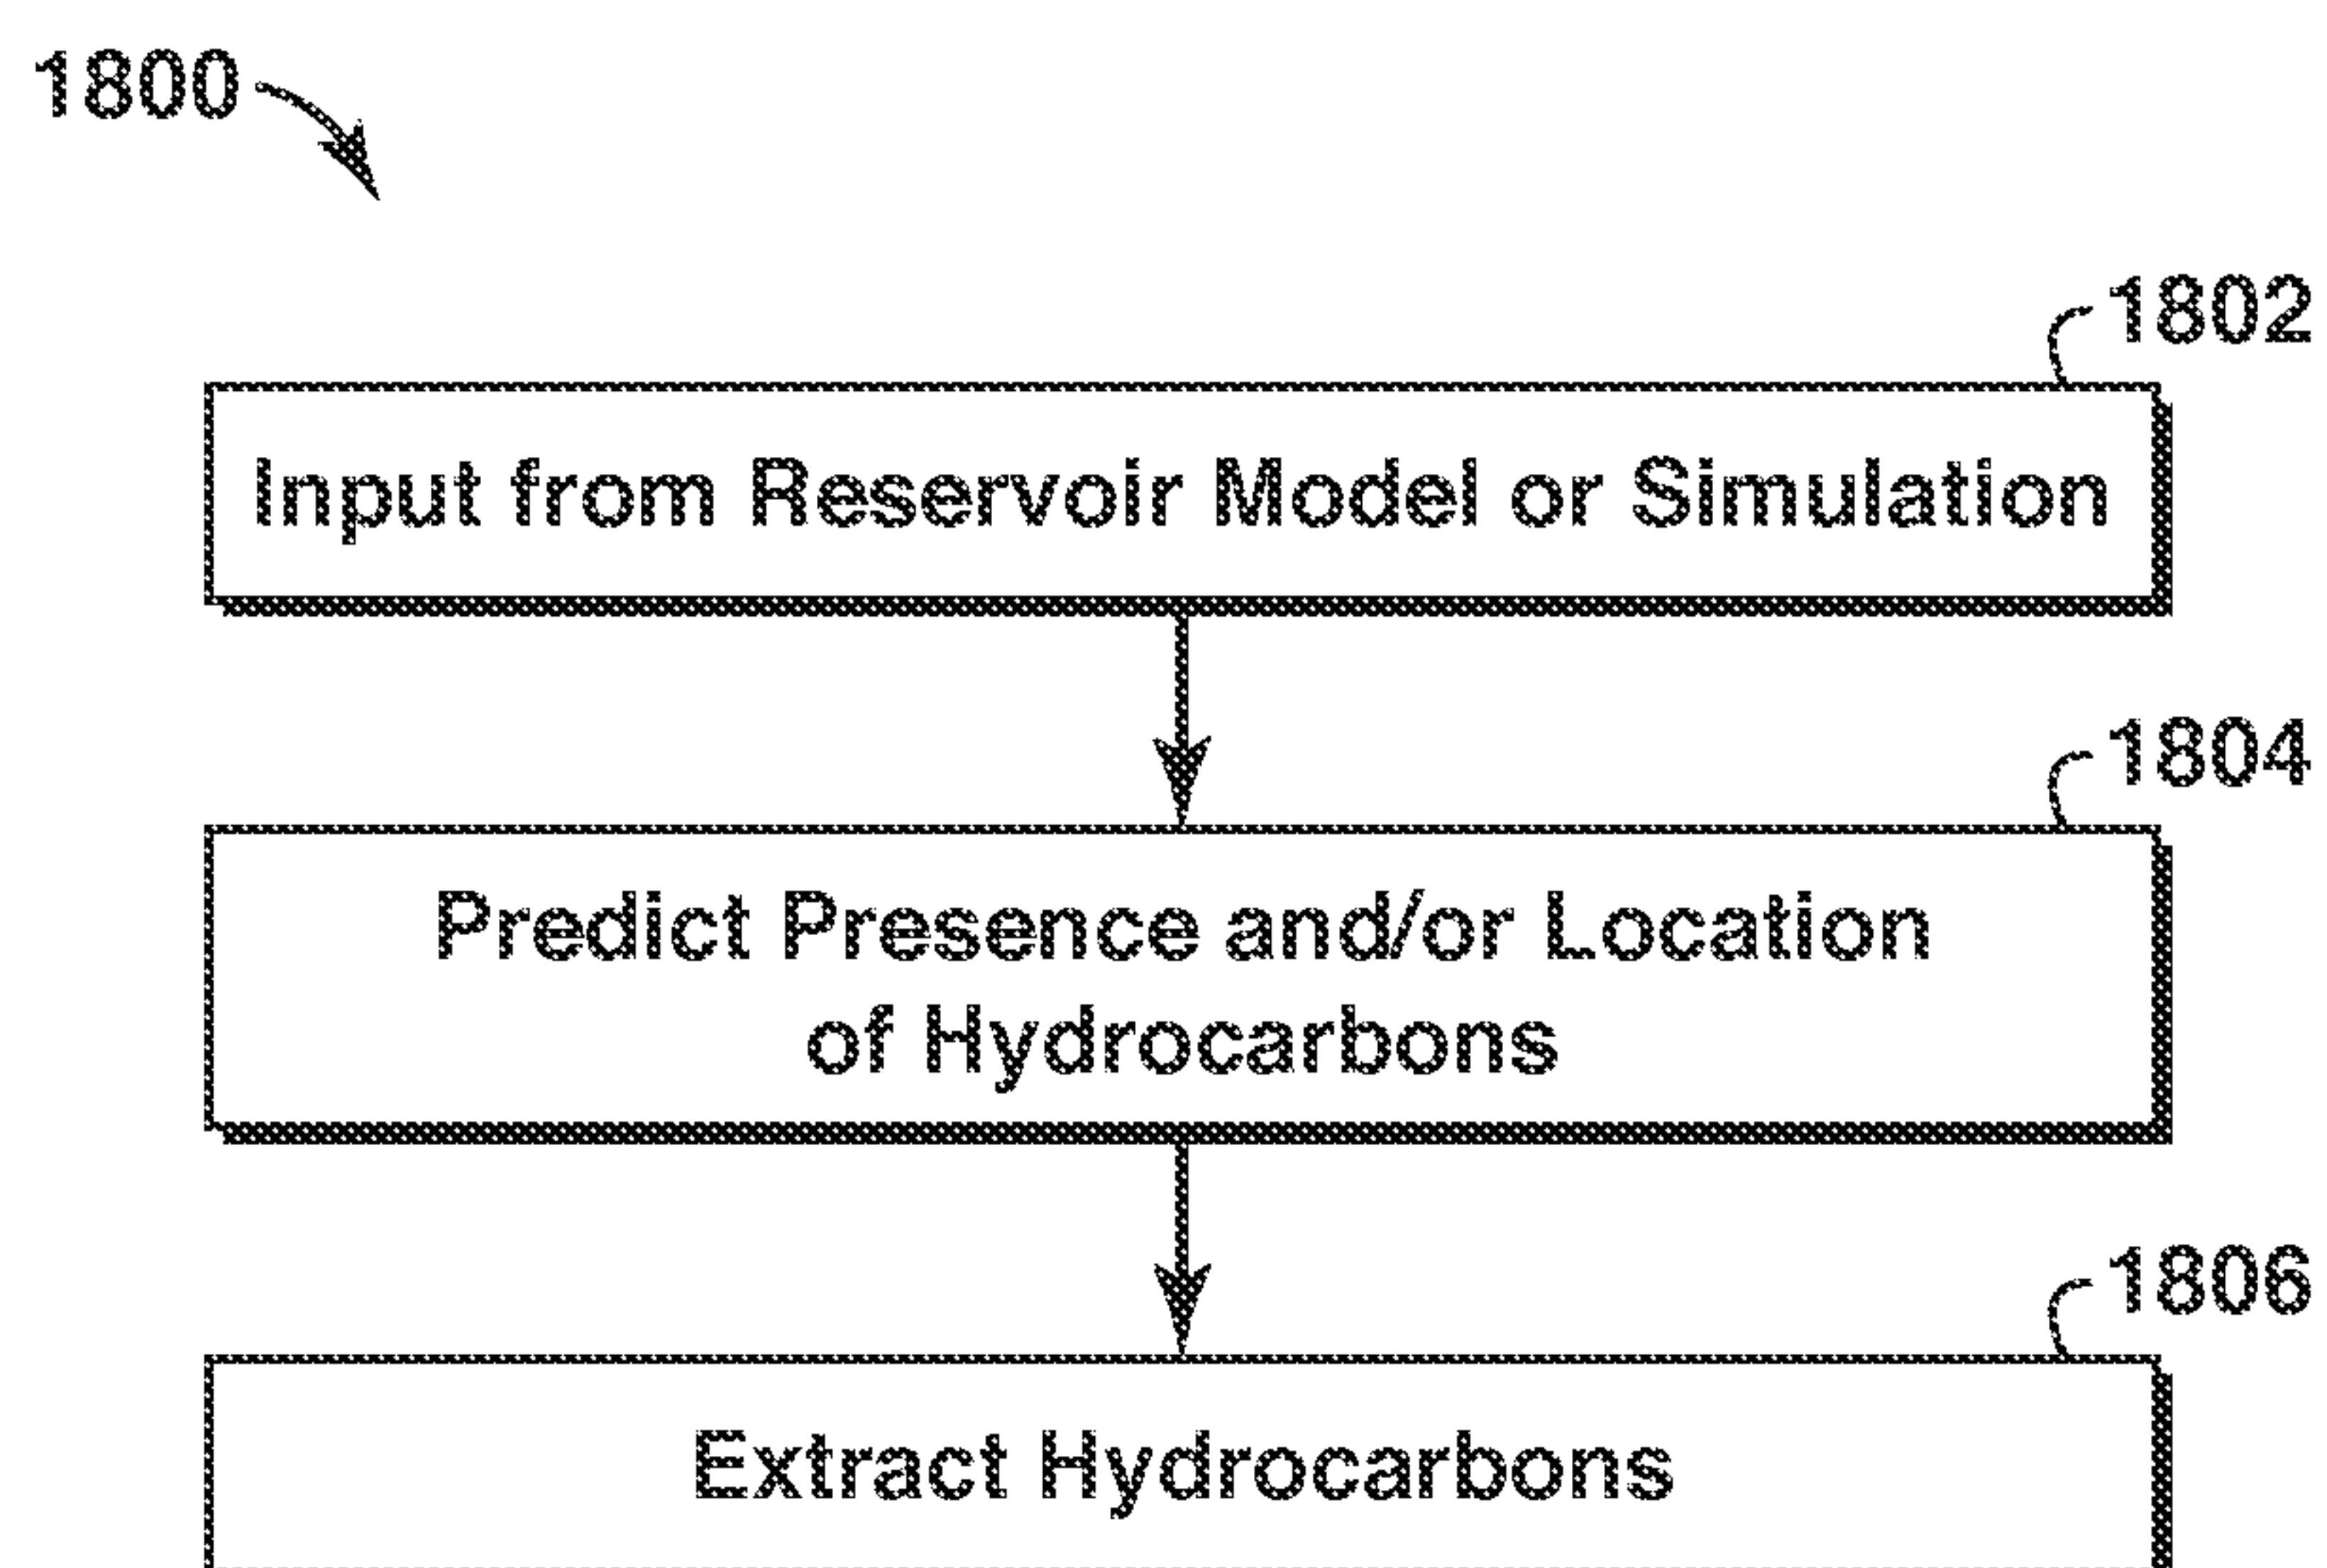 1800
1802
Input from Reservoir Model or Simulation
1804
Predict Presence and/or Location
of Hydrocarbons
1806
Extract Hydrocarbons